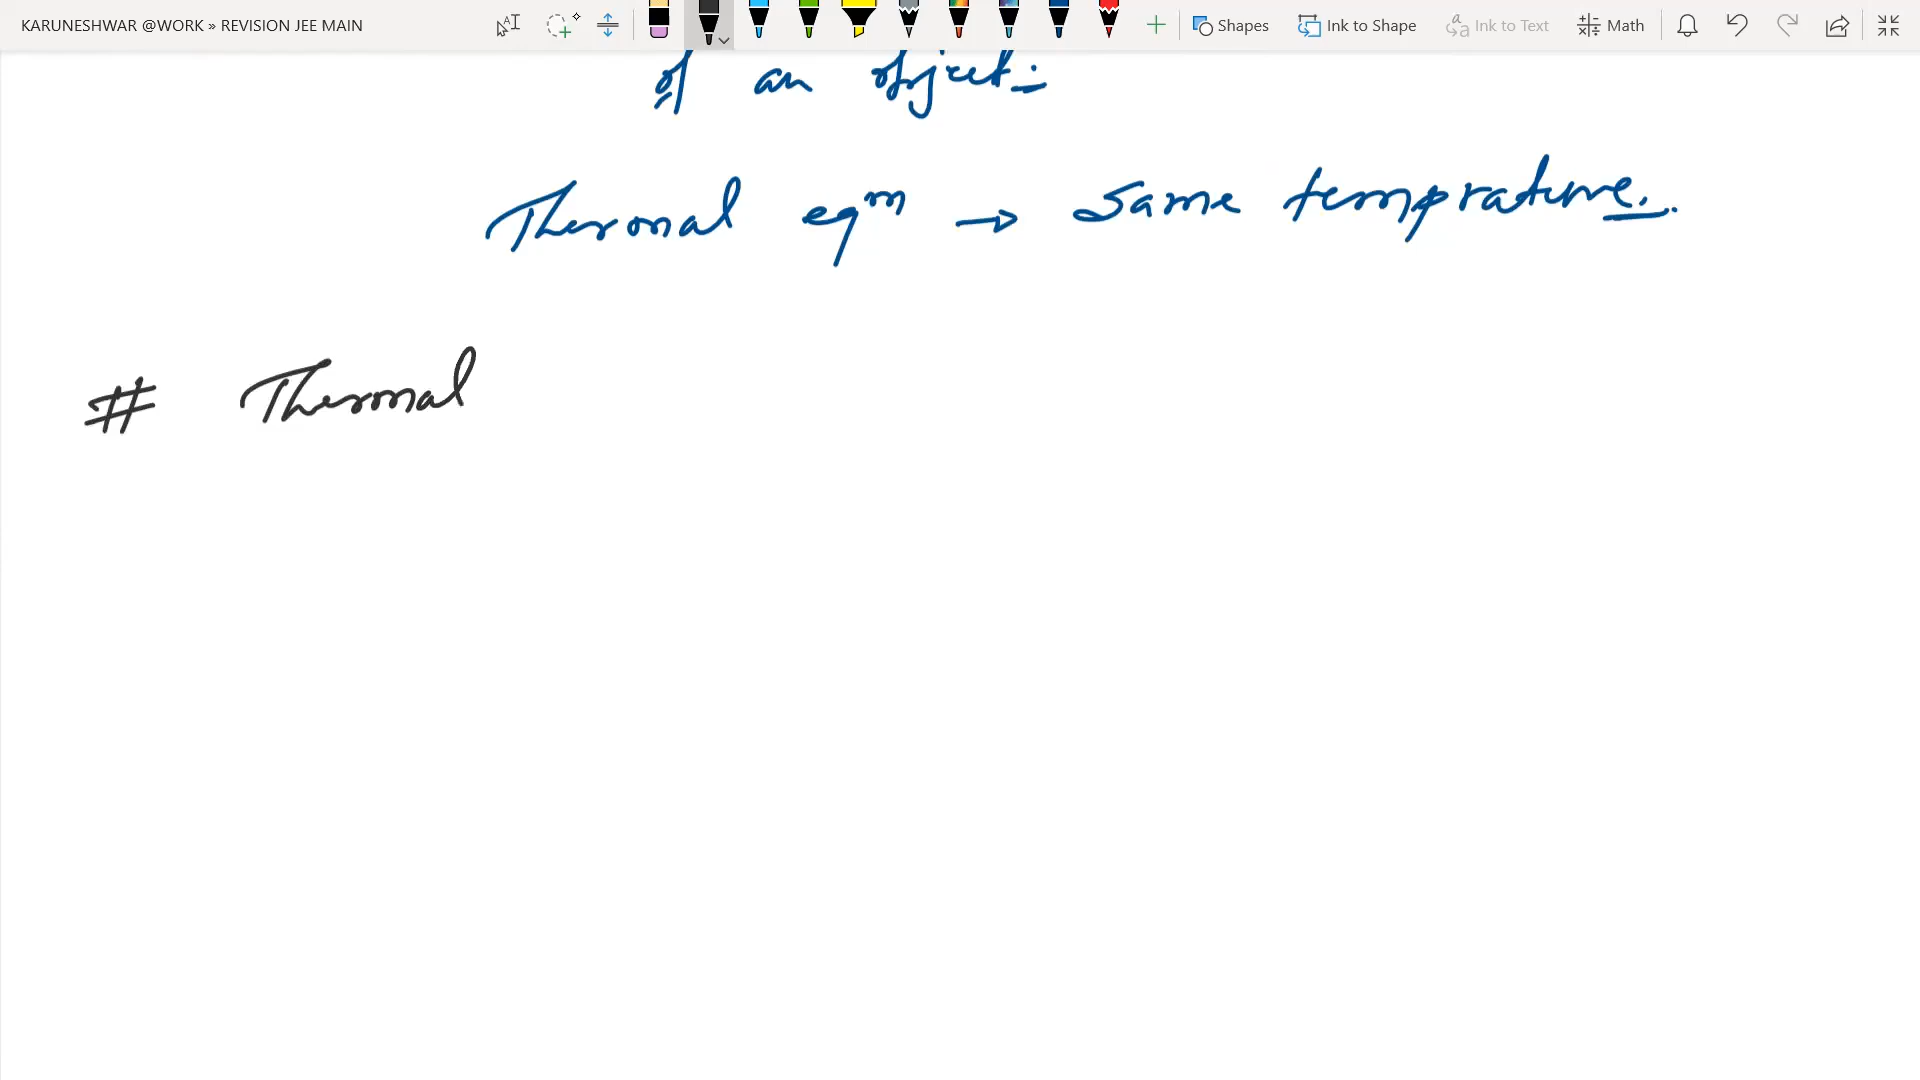 KARUNESHWAR @WORK » REVISION JEE MAIN Shapes Ink to Shape Ink to Text Math
of an object:
Thermal eqm → Same temprature.
# Thermal